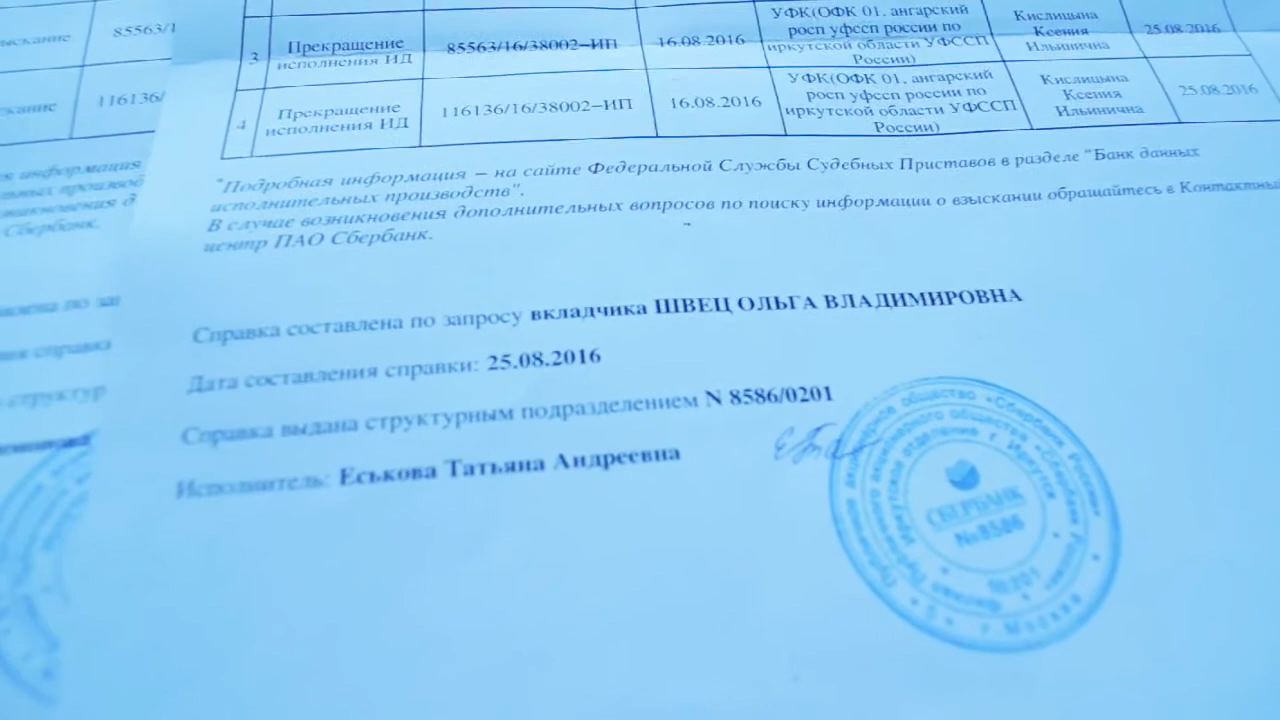 85563/1
116136/
3 Прекращение исполнения ИД 85563/16/38002-ИП 16.08.2016 УФК(ОФК 01, ангарский росп уфссп россии по иркутской области УФССП России) Кислицына Ксения Ильинична 25.08.2016
4 Прекращение исполнения ИД 116136/16/38002-ИП 16.08.2016 УФК(ОФК 01, ангарский росп уфссп россии по иркутской области УФССП России) Кислицына Ксения Ильинична 25.08.2016
"Подробная информация – на сайте Федеральной Службы Судебных Приставов в разделе "Банк данных
исполнительных производств".
В случае возникновения дополнительных вопросов по поиску информации о взыскании обращайтесь в Контактный
центр ПАО Сбербанк.
Справка составлена по запросу вкладчика ШВЕЦ ОЛЬГА ВЛАДИМИРОВНА
Дата составления справки: 25.08.2016
Справка выдана структурным подразделением N 8586/0201
Исполнитель: Еськова Татьяна Андреевна
СБЕРБАНК
№8586